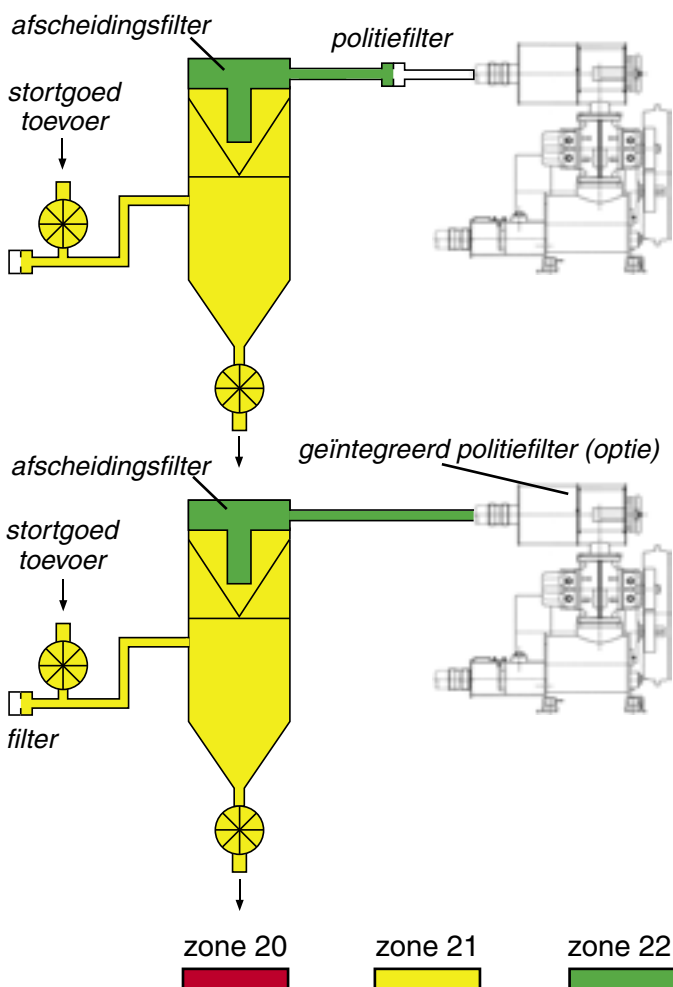 afscheidingsfilter
politiefilter
stortgoed
toevoer
afscheidingsfilter
geïntegreerd politiefilter (optie)
stortgoed
toevoer
filter
zone 20
zone 21
zone 22